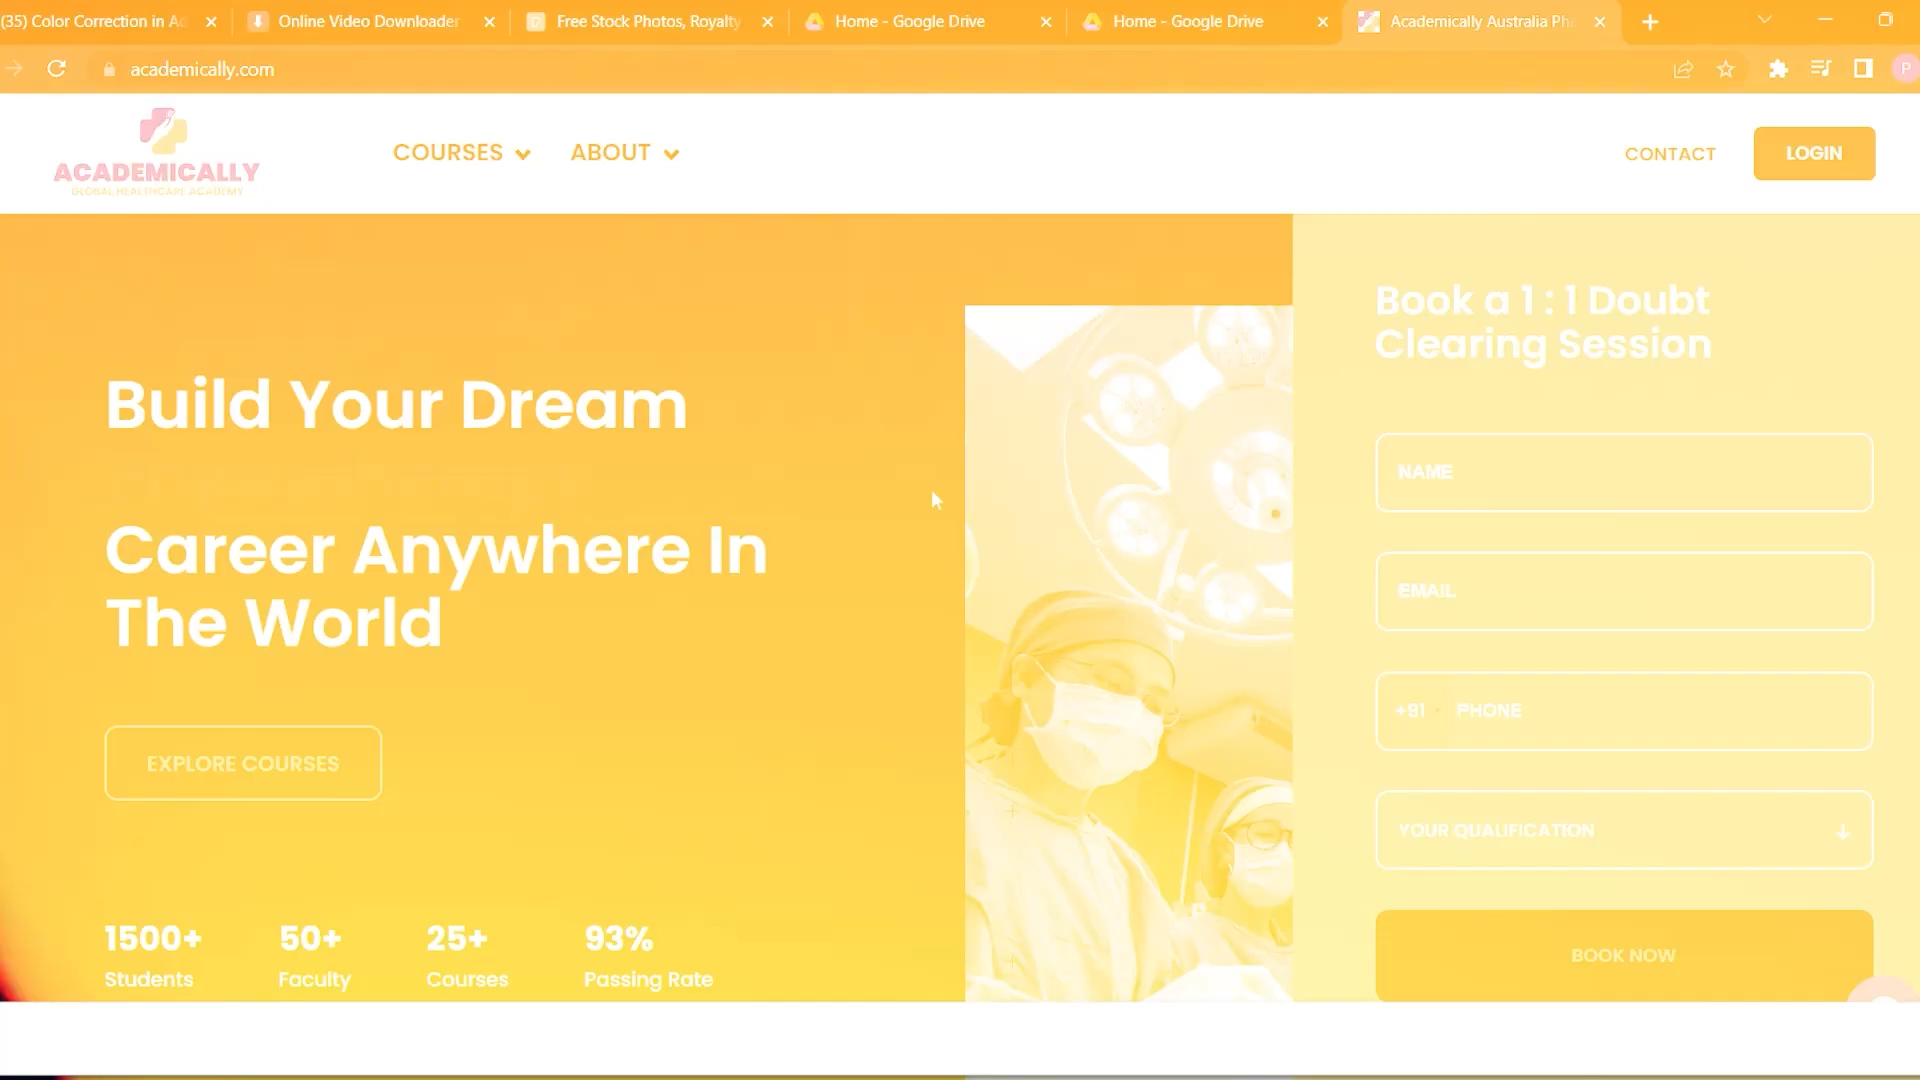 (35) Color Correction in Ad
Online Video Downloader
Free Stock Photos, Royalty
Home - Google Drive
Home - Google Drive
Academically Australia Pha
academically.com
P
ACADEMICALLY
GLOBAL HEALTHCARE ACADEMY
COURSES
ABOUT
CONTACT
LOGIN
Build Your Dream
Career Anywhere In
The World
EXPLORE COURSES
1500+
Students
50+
Faculty
25+
Courses
93%
Passing Rate
Book a 1 : 1 Doubt
Clearing Session
NAME
EMAIL
+91 PHONE
YOUR QUALIFICATION
BOOK NOW